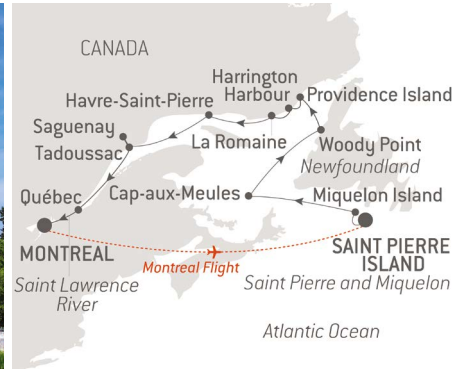 CANADA
Harrington
Harbour
Providence Island
Havre-Saint-Pierre
Saguenay
Tadoussac
La Romaine
Woody Point
Newfoundland
Québec
Cap-aux-Meules
Miquelon Island
MONTREAL
Montreal Flight
SAINT PIERRE
ISLAND
Saint Pierre and Miquelon
Saint Lawrence
River
Atlantic Ocean